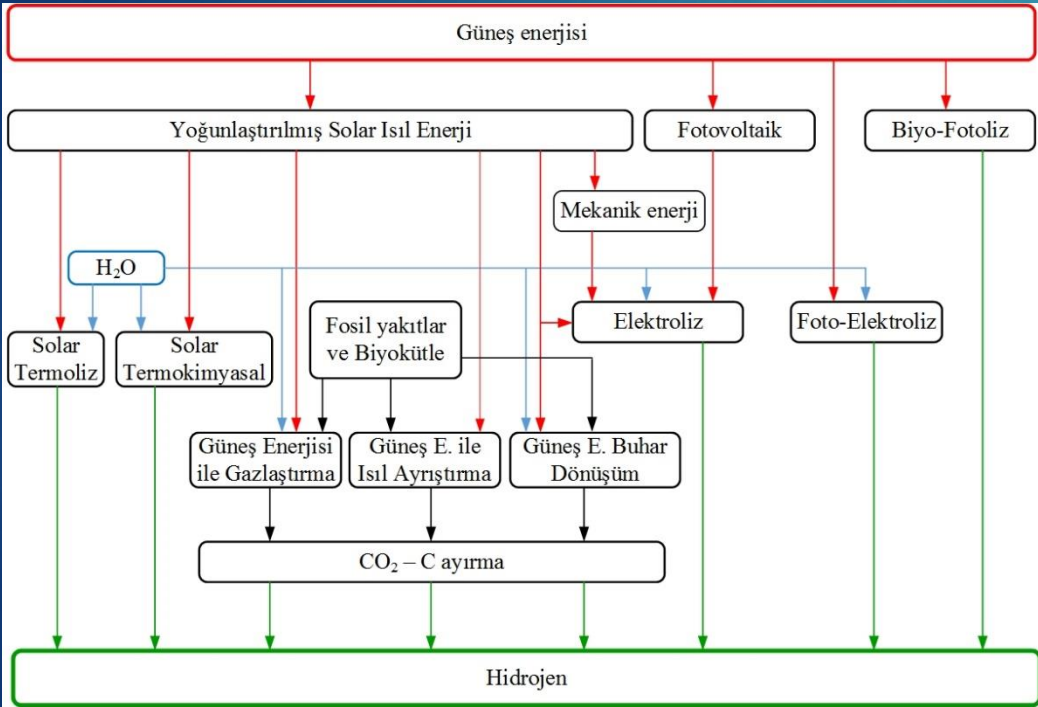 Güneş enerjisi
Yoğunlaştırılmış Solar Isıl Enerji
Fotovoltaik
Biyo-Fotoliz
Mekanik enerji
H₂O
Fosil yakıtlar
ve Biyokütle
Elektroliz
Foto-Elektroliz
Solar
Termoliz
Solar
Termokimyasal
Güneş Enerjisi
ile Gazlaştırma
Güneş E. ile
Isıl Ayrıştırma
Güneş E. Buhar
Dönüşüm
CO₂ – C ayırma
Hidrojen